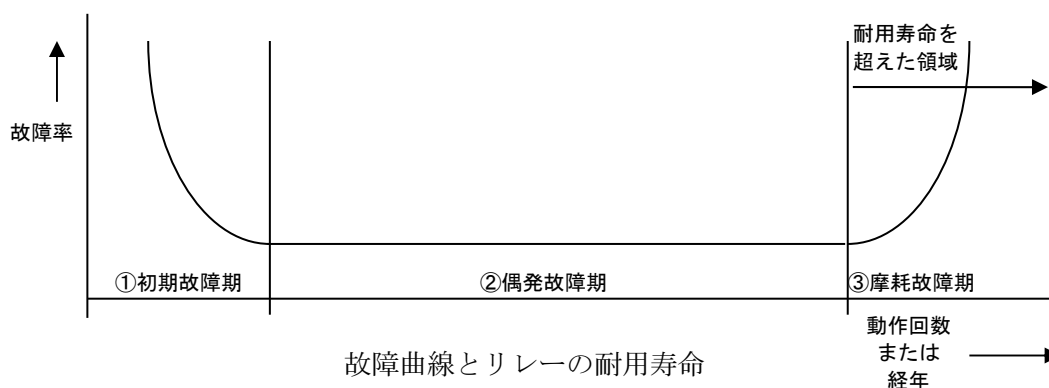 耐用寿命を
超えた領域
故障率
①初期故障期
②偶発故障期
③摩耗故障期
動作回数
または
経年
故障曲線とリレーの耐用寿命